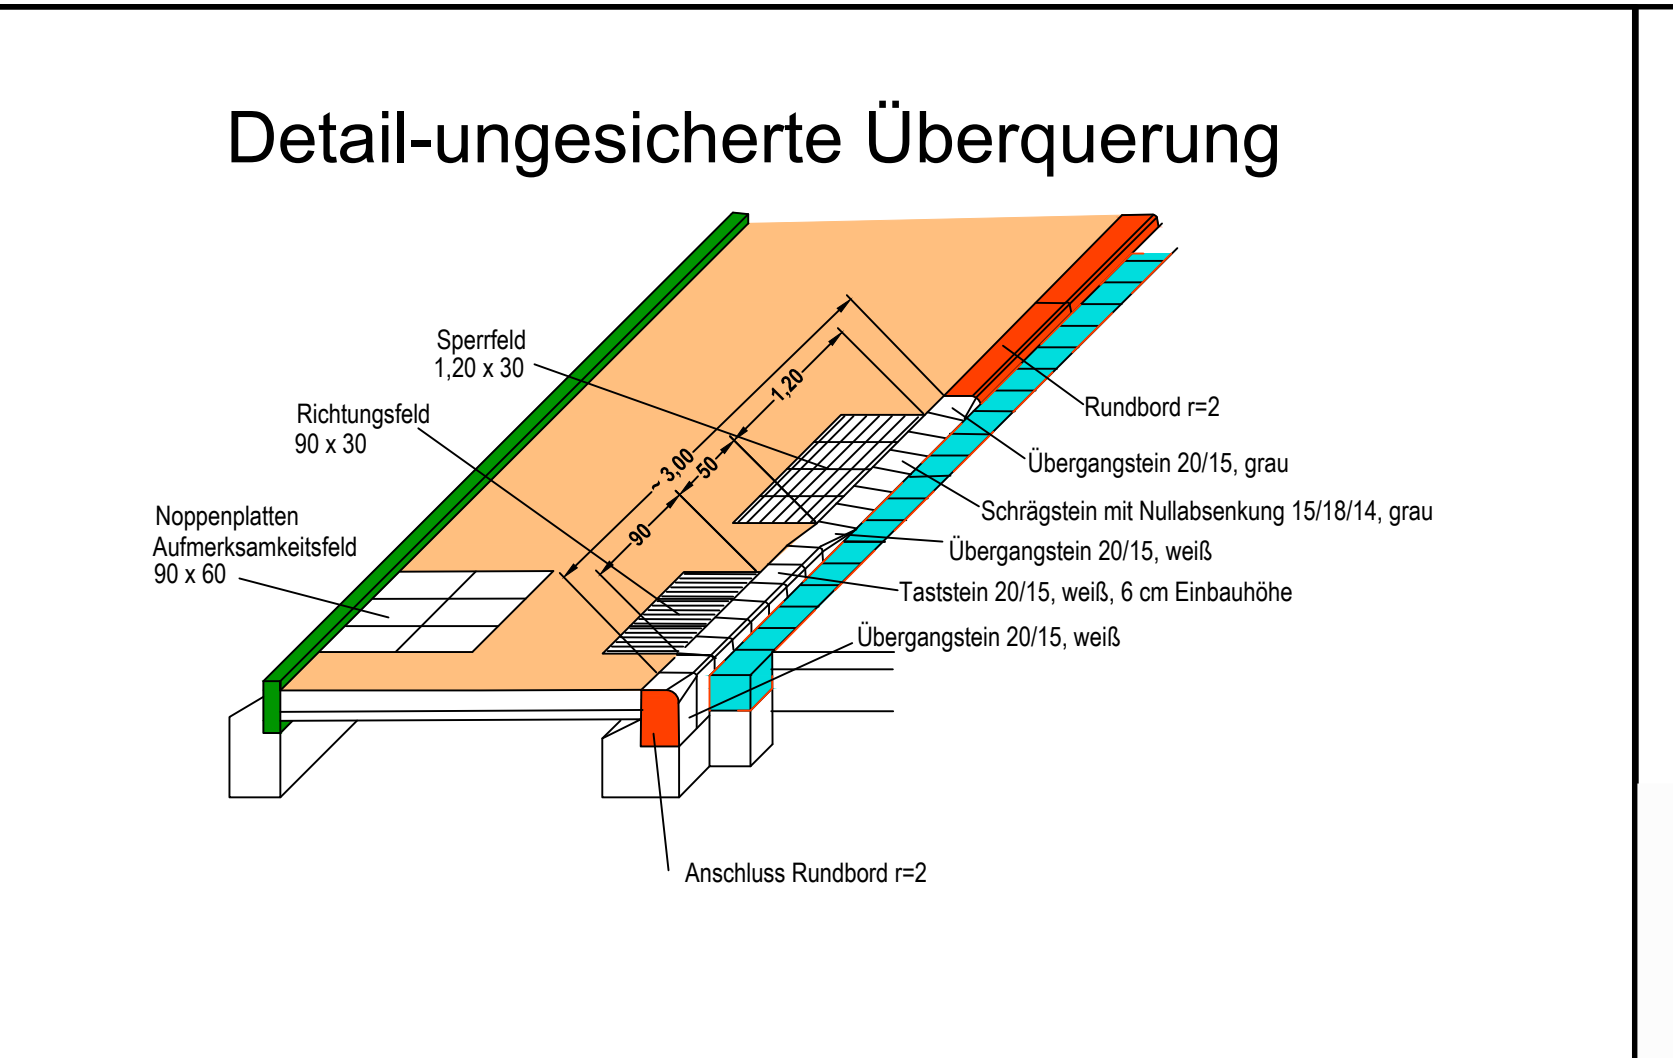 Detail-ungesicherte Überquerung
Sperrfeld
1,20 x 30
Richtungsfeld
90 x 30
Noppenplatten
Aufmerksamkeitsfeld
90 x 60
1,20
~ 3,00
50
90
Rundbord r=2
Übergangstein 20/15, grau
Schrägstein mit Nullabsenkung 15/18/14, grau
Übergangstein 20/15, weiß
Taststein 20/15, weiß, 6 cm Einbauhöhe
Übergangstein 20/15, weiß
Anschluss Rundbord r=2